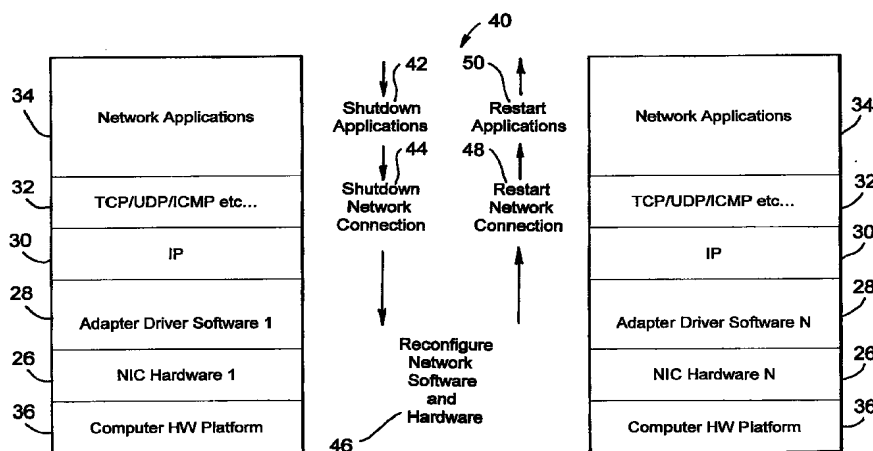 40
34
Network Applications
32
TCP/UDP/ICMP etc...
30
IP
28
Adapter Driver Software 1
26
NIC Hardware 1
36
Computer HW Platform
42
Shutdown
Applications
44
Shutdown
Network
Connection
Reconfigure
Network
Software
and
Hardware
46
50
Restart
Applications
48
Restart
Network
Connection
Network Applications
34
TCP/UDP/ICMP etc...
32
IP
30
Adapter Driver Software N
28
NIC Hardware N
26
Computer HW Platform
36